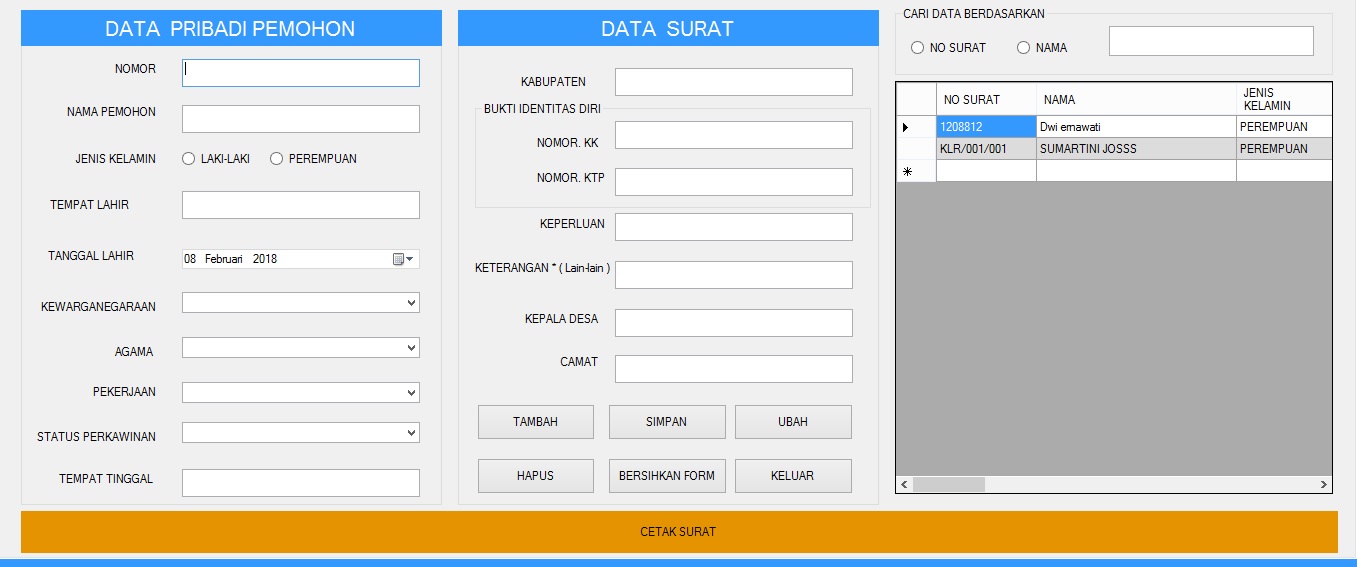 DATA PRIBADI PEMOHON
NOMOR
NAMA PEMOHON
JENIS KELAMIN LAKI-LAKI PEREMPUAN
TEMPAT LAHIR
TANGGAL LAHIR 08 Februari 2018
KEWARGANEGARAAN
AGAMA
PEKERJAAN
STATUS PERKAWINAN
TEMPAT TINGGAL
DATA SURAT
KABUPATEN
BUKTI IDENTITAS DIRI
NOMOR. KK
NOMOR. KTP
KEPERLUAN
KETERANGAN * ( Lain-lain )
KEPALA DESA
CAMAT
TAMBAH SIMPAN UBAH
HAPUS BERSIHKAN FORM KELUAR
CARI DATA BERDASARKAN
NO SURAT NAMA
NO SURAT NAMA JENIS
KELAMIN
1208812 Dwi ernawati PEREMPUAN
KLR/001/001 SUMARTINI JOSSS PEREMPUAN
CETAK SURAT